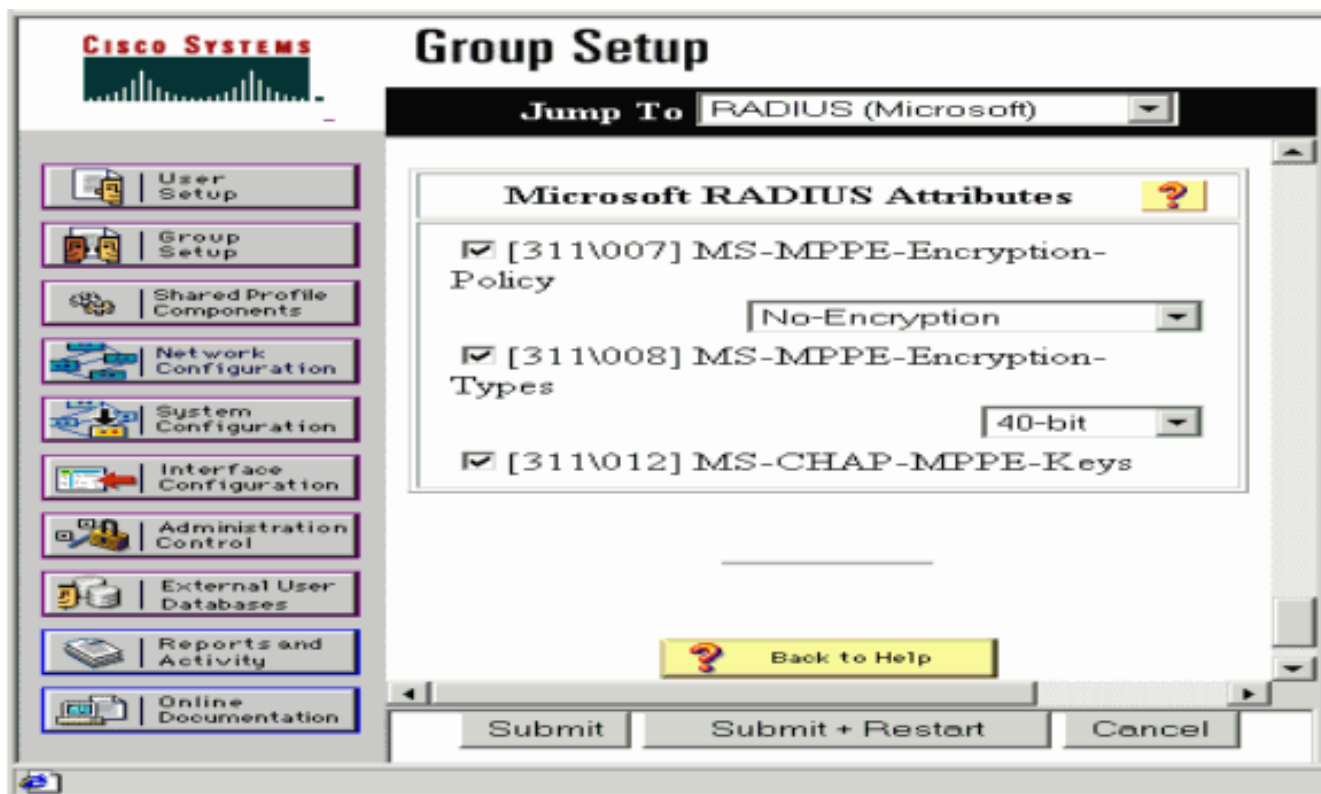 CISCO SYSTEMS
Group Setup
Jump To RADIUS (Microsoft)
User
Setup
Group
Setup
Shared Profile
Components
Network
Configuration
System
Configuration
Interface
Configuration
Administration
Control
External User
Databases
Reports and
Activity
Online
Documentation
Microsoft RADIUS Attributes ?
[311\007] MS-MPPE-Encryption-
Policy
No-Encryption
[311\008] MS-MPPE-Encryption-
Types
40-bit
[311\012] MS-CHAP-MPPE-Keys
? Back to Help
Submit Submit + Restart Cancel